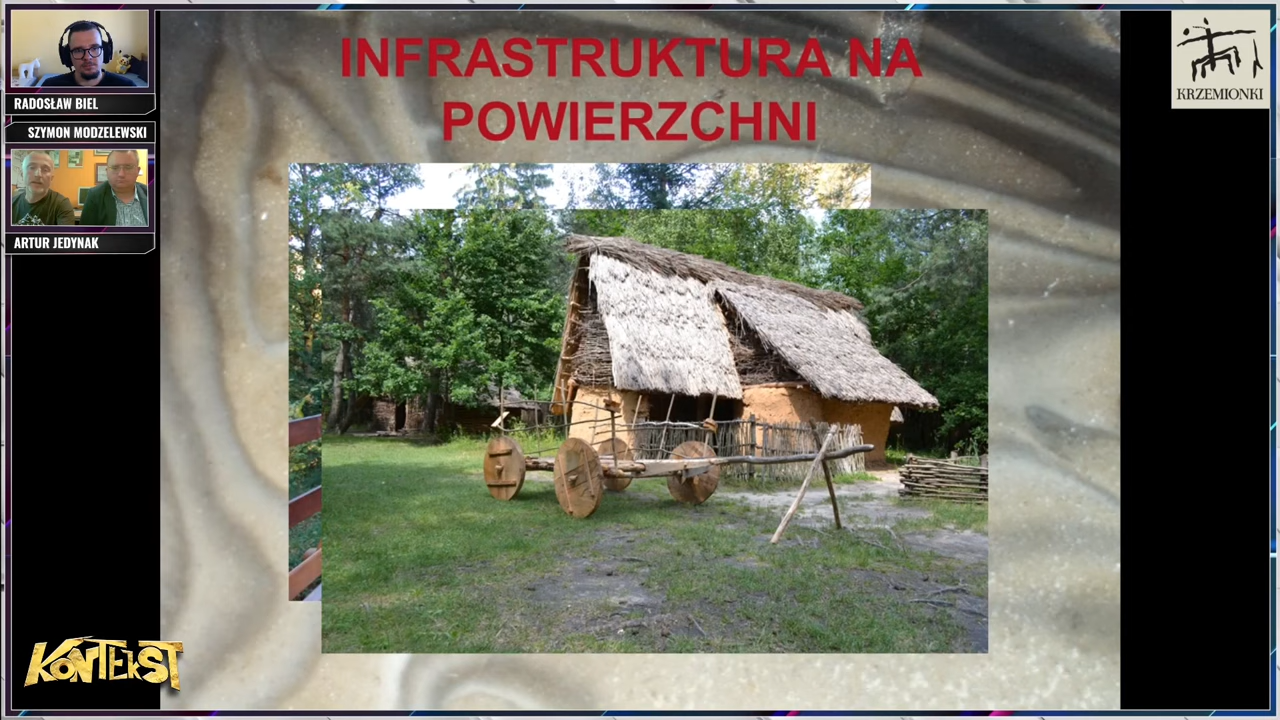 RADOSŁAW BIEL
SZYMON MODZELEWSKI
ARTUR JEDYNAK
INFRASTRUKTURA NA
POWIERZCHNI
KRZEMIONKI
KONTEKST